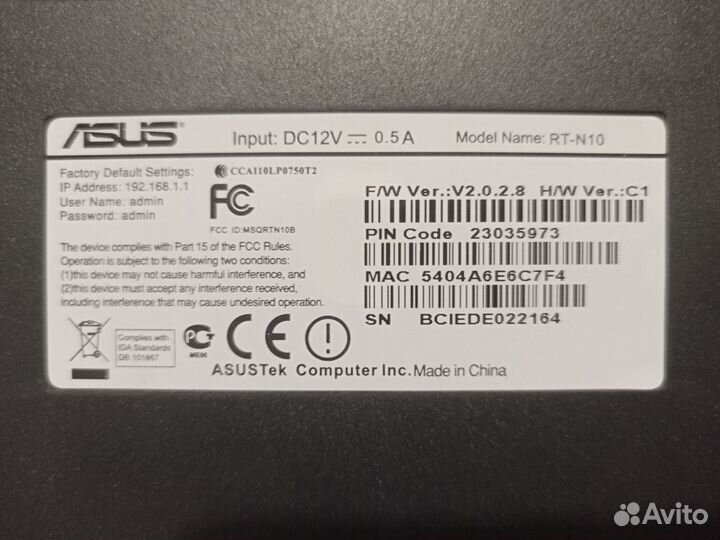 ASUS Input: DC12V 0.5A Model Name: RT-N10
Factory Default Settings:
IP Address: 192.168.1.1
User Name: admin
Password: admin
CCAI10LP0750T2
FC
FCC ID:MSQRTN10B
The device complies with Part 15 of the FCC Rules.
Operation is subject to the following two conditions:
(1)this device may not cause harmful interference, and
(2)this device must accept any interference received,
including interference that may cause undesired operation.
F/W Ver.:V2.0.2.8 H/W Ver.:C1
PIN Code 23035973
MAC 5404A6E6C7F4
SN BCIEDE022164
Complies with
IDA Standards
DB 101867
ME96
CE
ASUSTek Computer Inc. Made in China
Avito